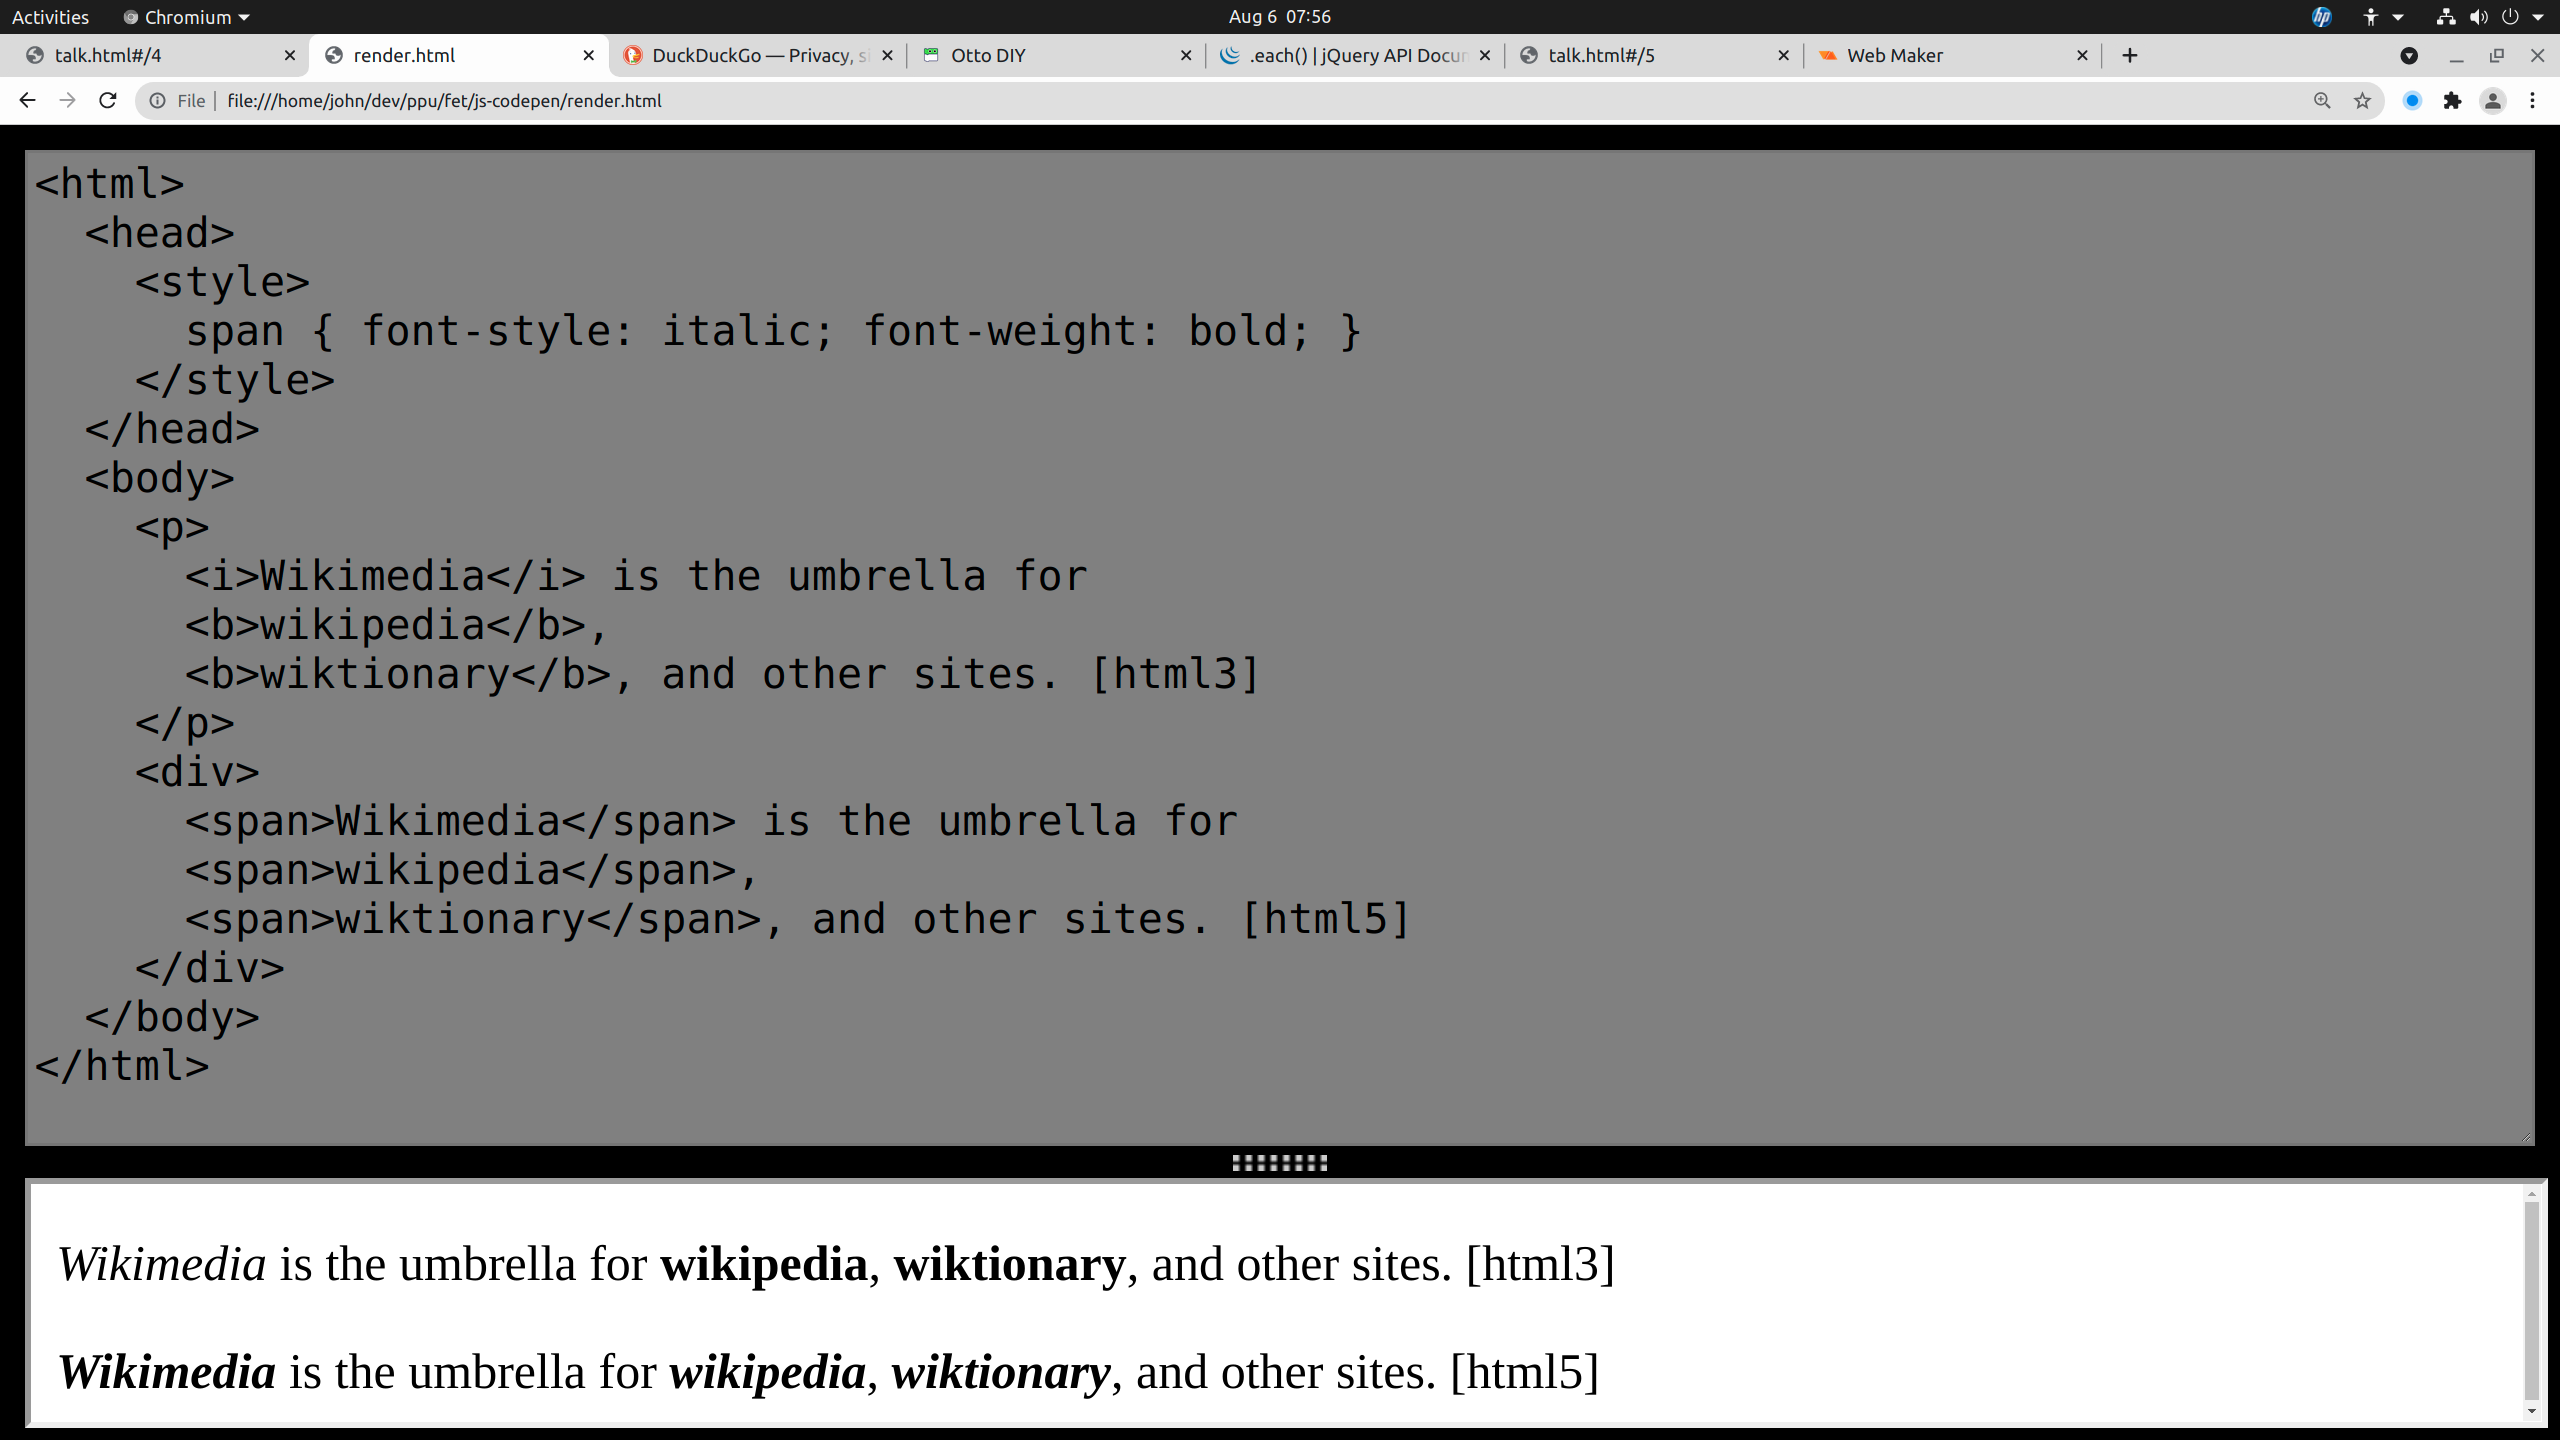 Activities Chromium Aug 6 07:56
talk.html#/4 render.html DuckDuckGo — Privacy, Otto DIY .each() | jQuery API talk.html#/5 Web Maker
File file:///home/john/dev/ppu/fet/js-codepen/render.html
<html>
  <head>
    <style>
      span { font-style: italic; font-weight: bold; }
    </style>
  </head>
  <body>
    <p>
      <i>Wikimedia</i> is the umbrella for
      <b>wikipedia</b>,
      <b>wiktionary</b>, and other sites. [html3]
    </p>
    <div>
      <span>Wikimedia</span> is the umbrella for
      <span>wikipedia</span>,
      <span>wiktionary</span>, and other sites. [html5]
    </div>
  </body>
</html>
Wikimedia is the umbrella for wikipedia, wiktionary, and other sites. [html3]
Wikimedia is the umbrella for wikipedia, wiktionary, and other sites. [html5]